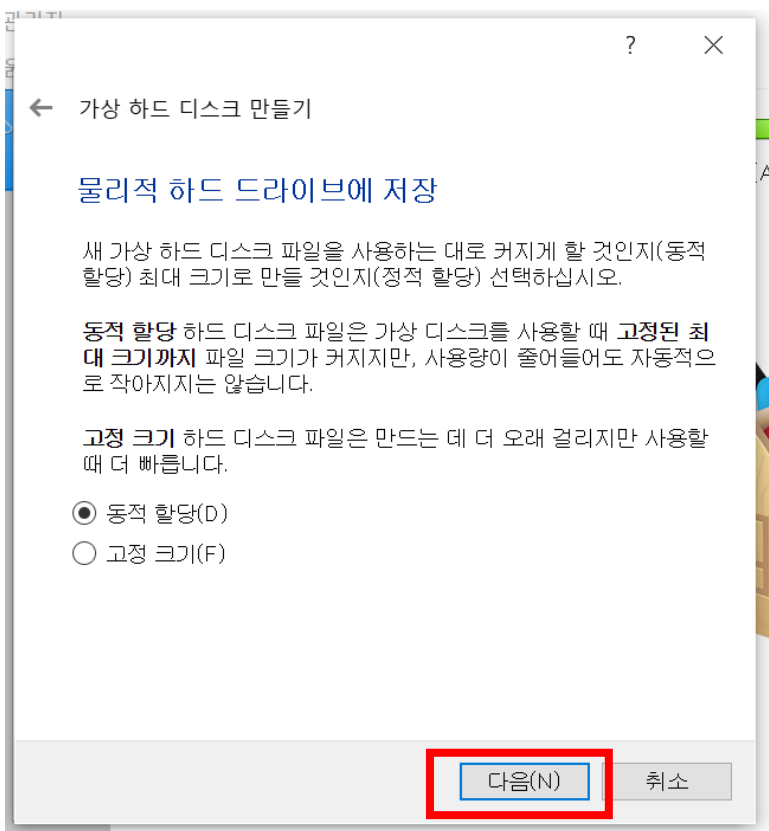 관리자
?
← 가상 하드 디스크 만들기
물리적 하드 드라이브에 저장
새 가상 하드 디스크 파일을 사용하는 대로 커지게 할 것인지(동적
할당) 최대 크기로 만들 것인지(정적 할당) 선택하십시오.
동적 할당 하드 디스크 파일은 가상 디스크를 사용할 때 고정된 최
대 크기까지 파일 크기가 커지지만, 사용량이 줄어들어도 자동적으
로 작아지지는 않습니다.
고정 크기 하드 디스크 파일은 만드는 데 더 오래 걸리지만 사용할
때 더 빠릅니다.
동적 할당(D)
고정 크기(F)
다음(N) 취소